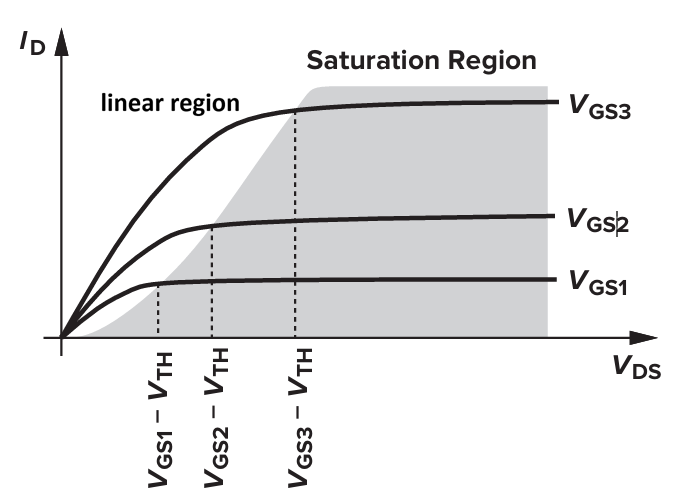 I_D
Saturation Region
linear region
V_GS3
V_GS2
V_GS1
V_DS
V_GS1 – V_TH
V_GS2 – V_TH
V_GS3 – V_TH